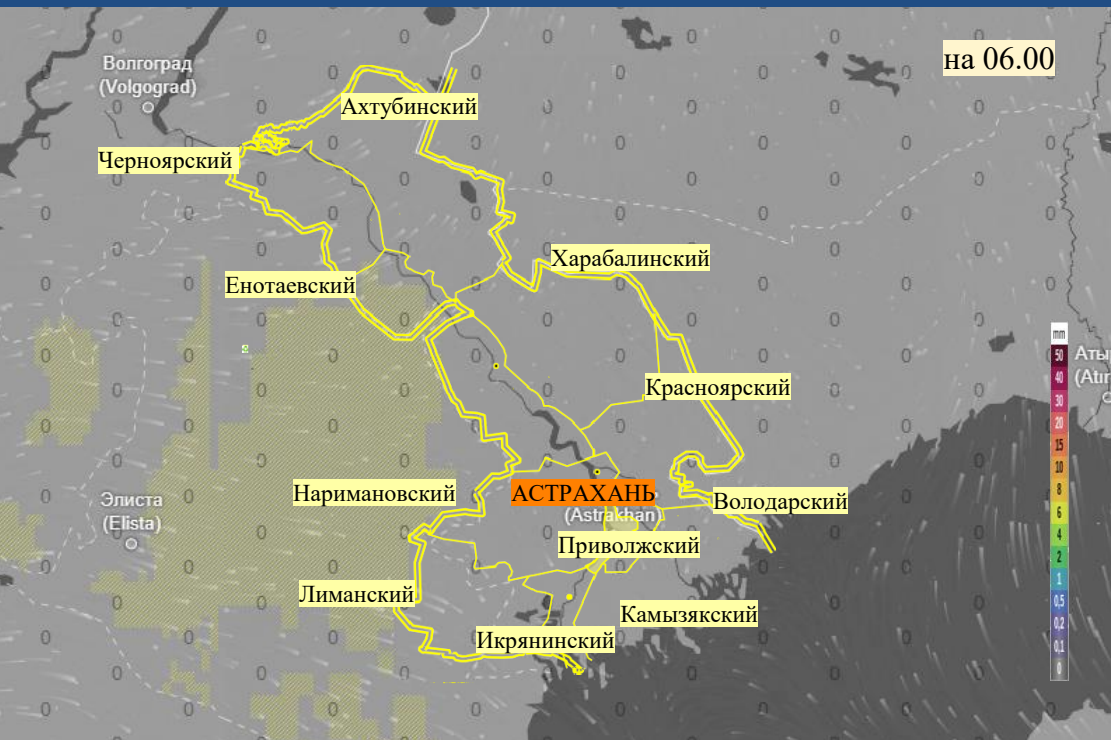 на 06.00
Волгоград
(Volgograd)
Ахтубинский
Черноярский
Харабалинский
Енотаевский
mm
50
40
30
20
15
10
8
6
4
2
1
0,5
0,2
0,1
0
Красноярский
Элиста
(Elista)
Наримановский
АСТРАХАНЬ
(Astrakhan)
Володарский
Приволжский
Лиманский
Камызякский
Икрянинский